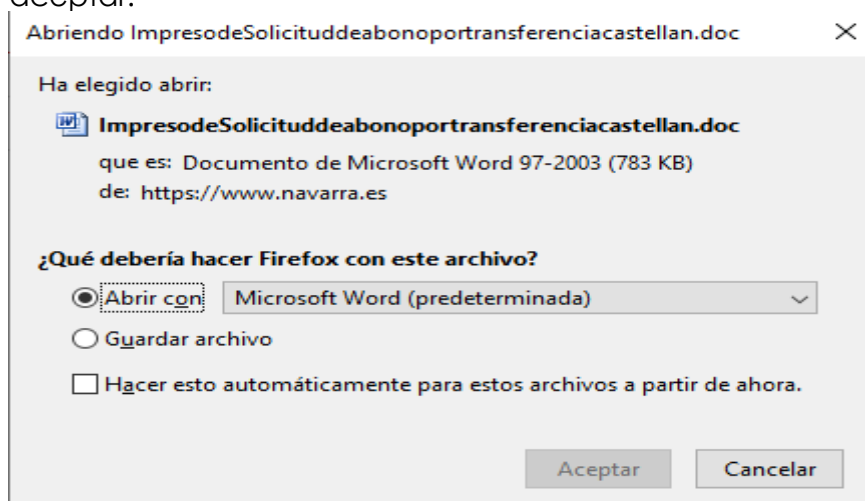 aceptar.
Abriendo ImpresodeSolicituddeabonoportransferenciacastellan.doc
Ha elegido abrir:
ImpresodeSolicituddeabonoportransferenciacastellan.doc
que es: Documento de Microsoft Word 97-2003 (783 KB)
de: https://www.navarra.es
¿Qué debería hacer Firefox con este archivo?
Abrir con Microsoft Word (predeterminada)
Guardar archivo
Hacer esto automáticamente para estos archivos a partir de ahora.
Aceptar Cancelar